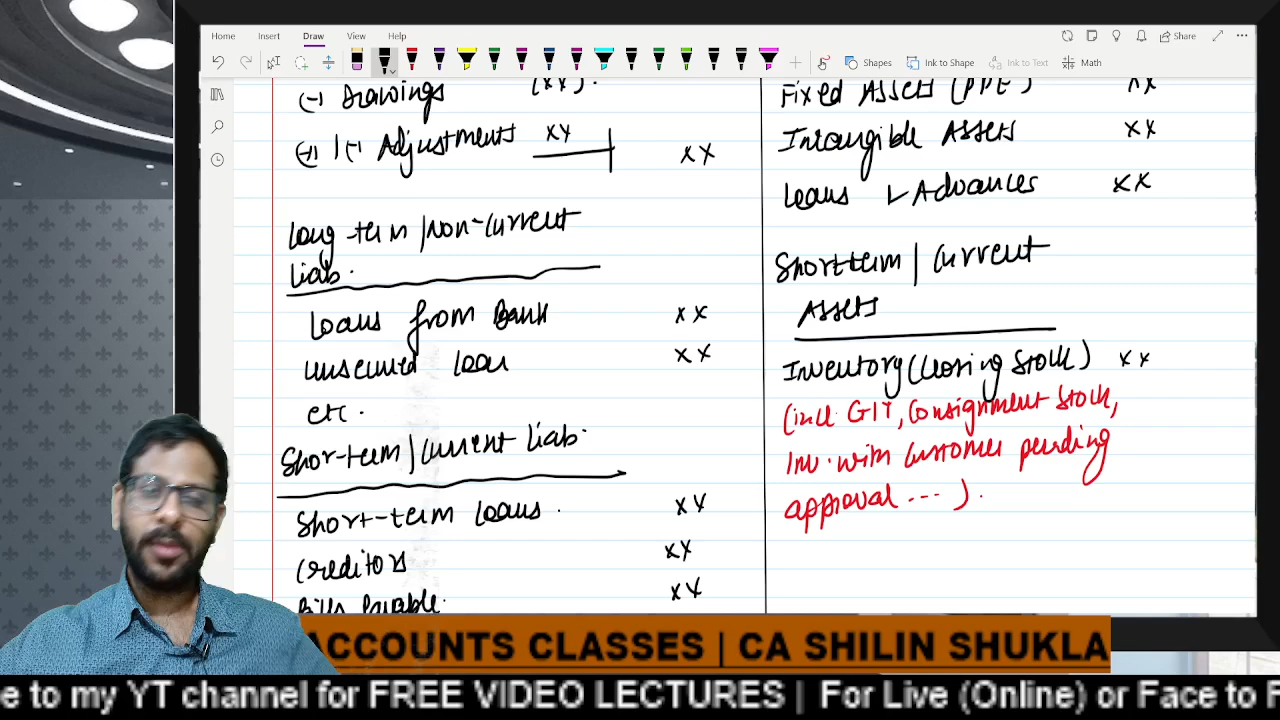 Home Insert Draw View Help
Share
Shapes Ink to Shape Ink to Text Math
(-) Drawings (xx).
(+) | (-) Adjustments xx xx
Long-term | Non-current
Liab.
Loans from Bank xx
unsecured loan xx
etc.
Short-term | Current Liab.
Short-term Loans. xx
Creditors xx
Bills Payable. xx
Fixed Assets (PPE) xx
Intangible Assets xx
Loans & Advances xx
Short term | Current
Assets
Inventory (Closing Stock) xx
(incl. GIT, Consignment Stock,
Inv. with customer pending
approval ---).
ACCOUNTS CLASSES | CA SHILIN SHUKLA
e to my YT channel for FREE VIDEO LECTURES | For Live (Online) or Face to F